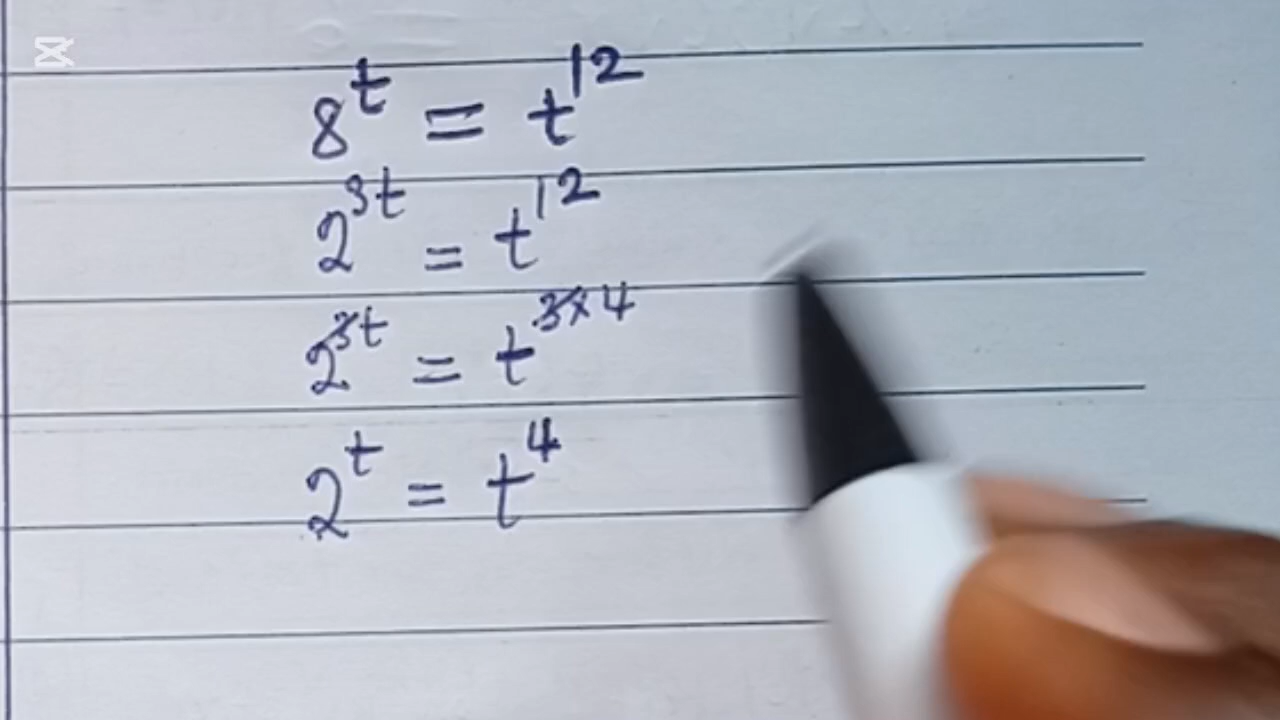 8^t = t^12
2^3t = t^12
2^3t = t^3×4
2^t = t^4